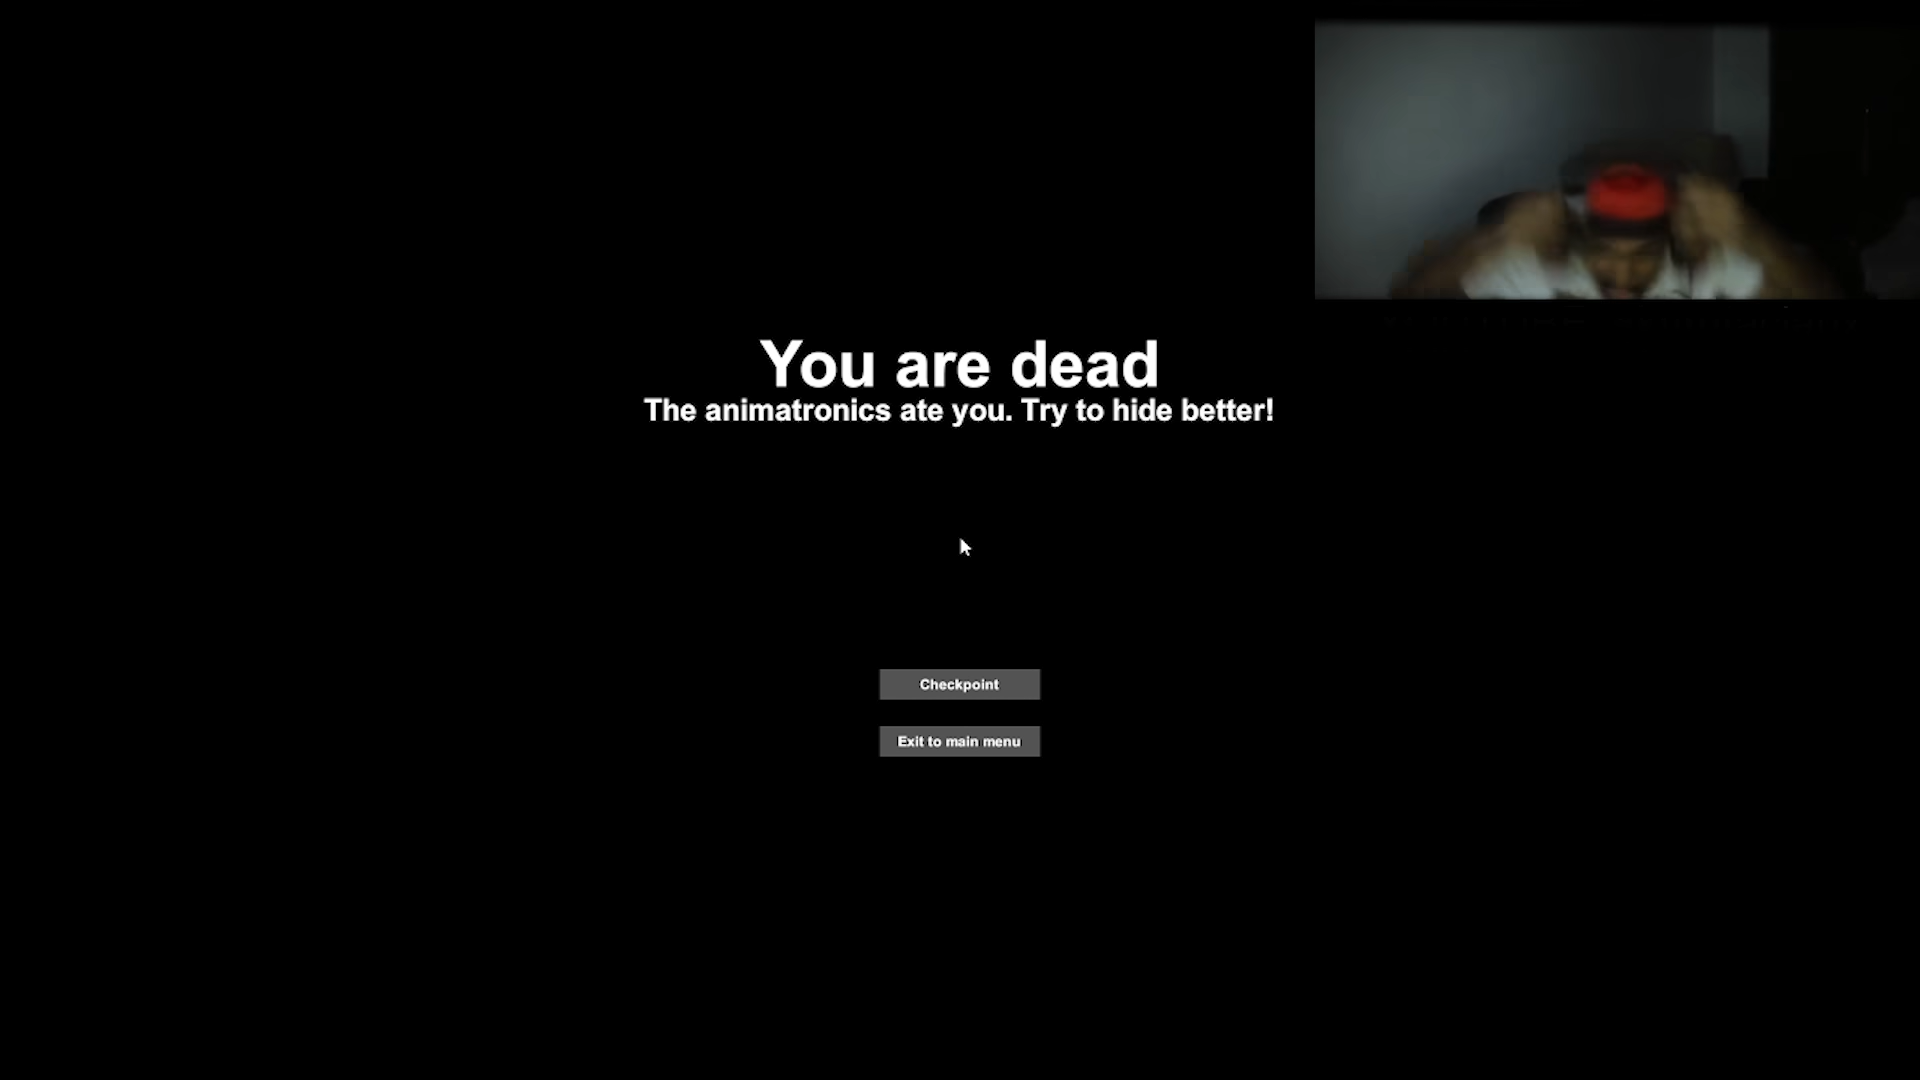 You are dead
The animatronics ate you. Try to hide better!
Checkpoint
Exit to main menu